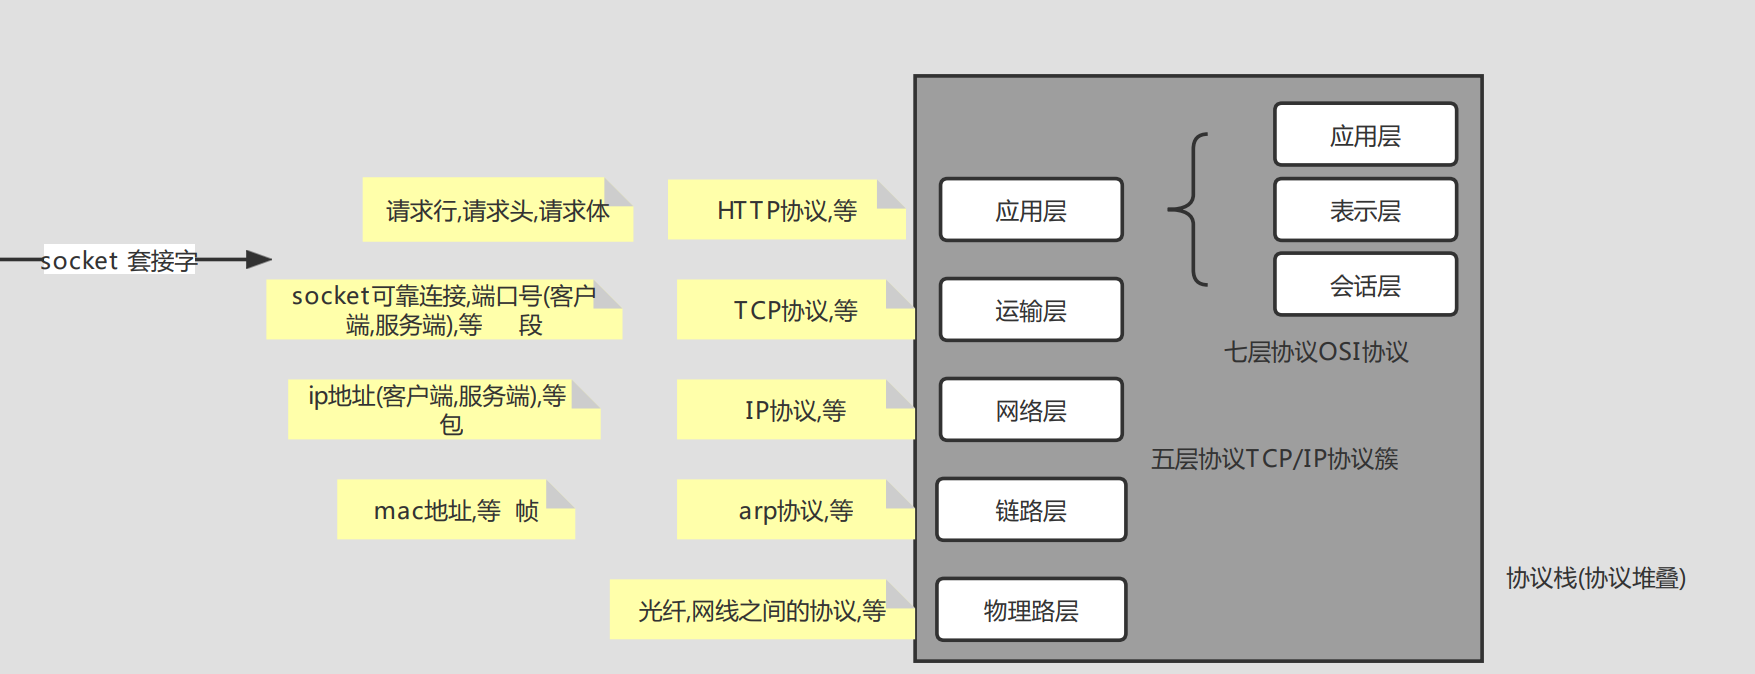 应用层
请求行,请求头,请求体
HTTP协议,等
应用层
表示层
socket 套接字
socket可靠连接,端口号(客户
端,服务端),等 段
TCP协议,等
运输层
会话层
七层协议OSI协议
ip地址(客户端,服务端),等
包
IP协议,等
网络层
五层协议TCP/IP协议簇
mac地址,等 帧
arp协议,等
链路层
协议栈(协议堆叠)
光纤,网线之间的协议,等
物理路层